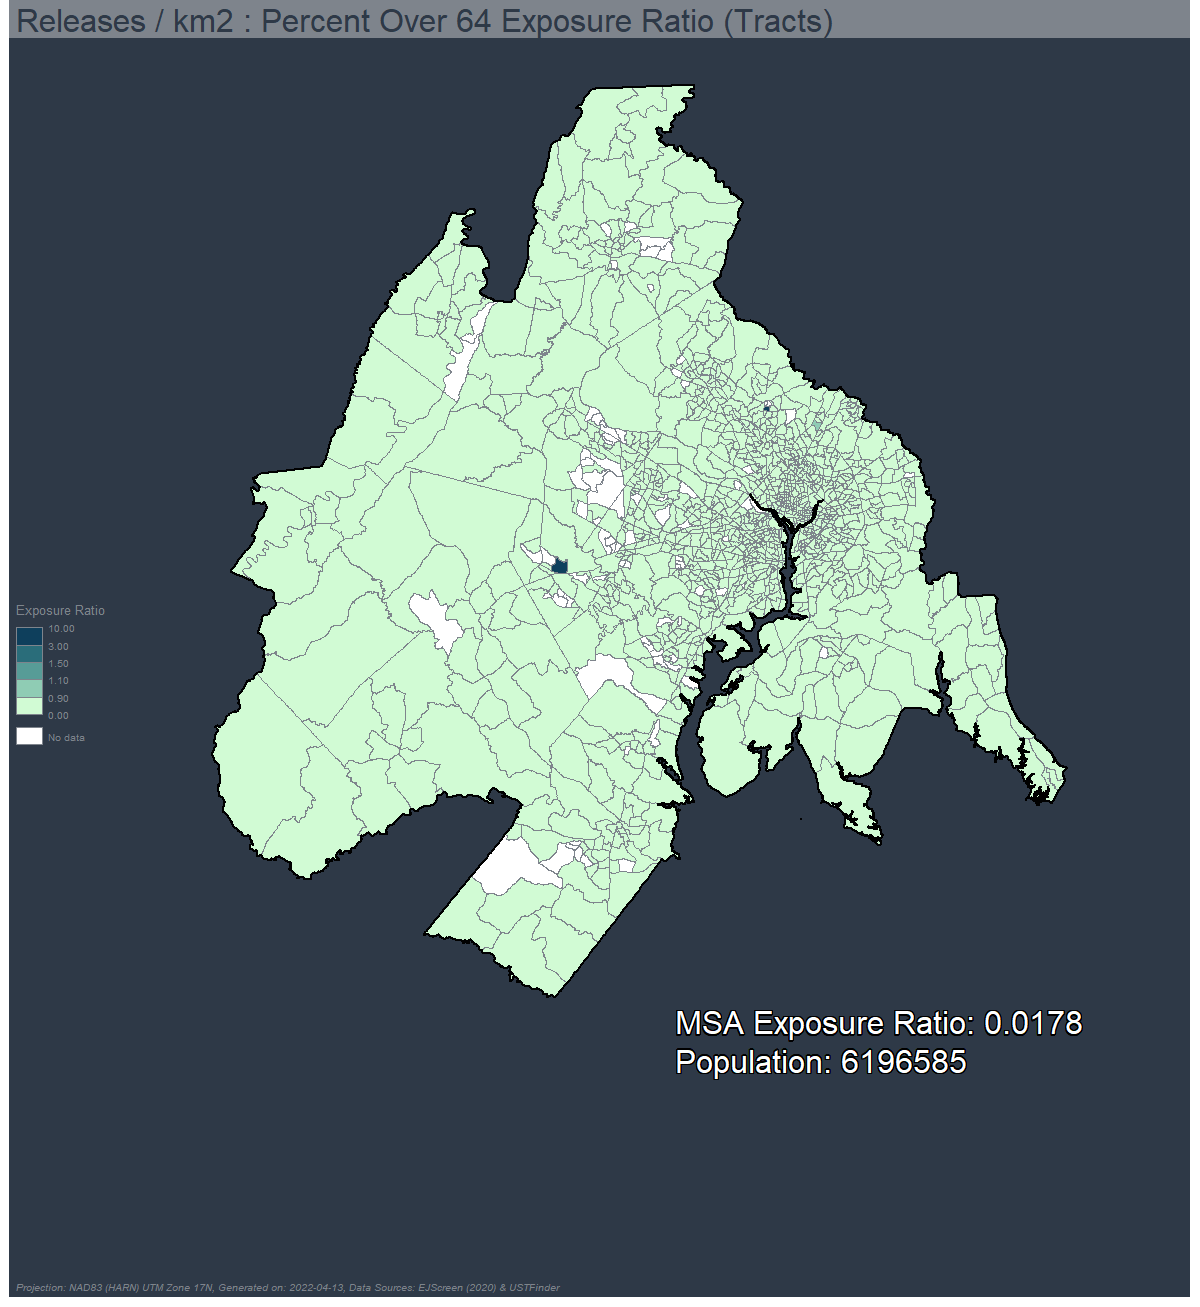 Releases / km2 : Percent Over 64 Exposure Ratio (Tracts)
Exposure Ratio
10.00
3.00
1.50
1.10
0.90
0.00
No data
MSA Exposure Ratio: 0.0178
Population: 6196585
Projection: NAD83 (HARN) UTM Zone 17N, Generated on: 2022-04-13, Data Sources: EJScreen (2020) & USTFinder